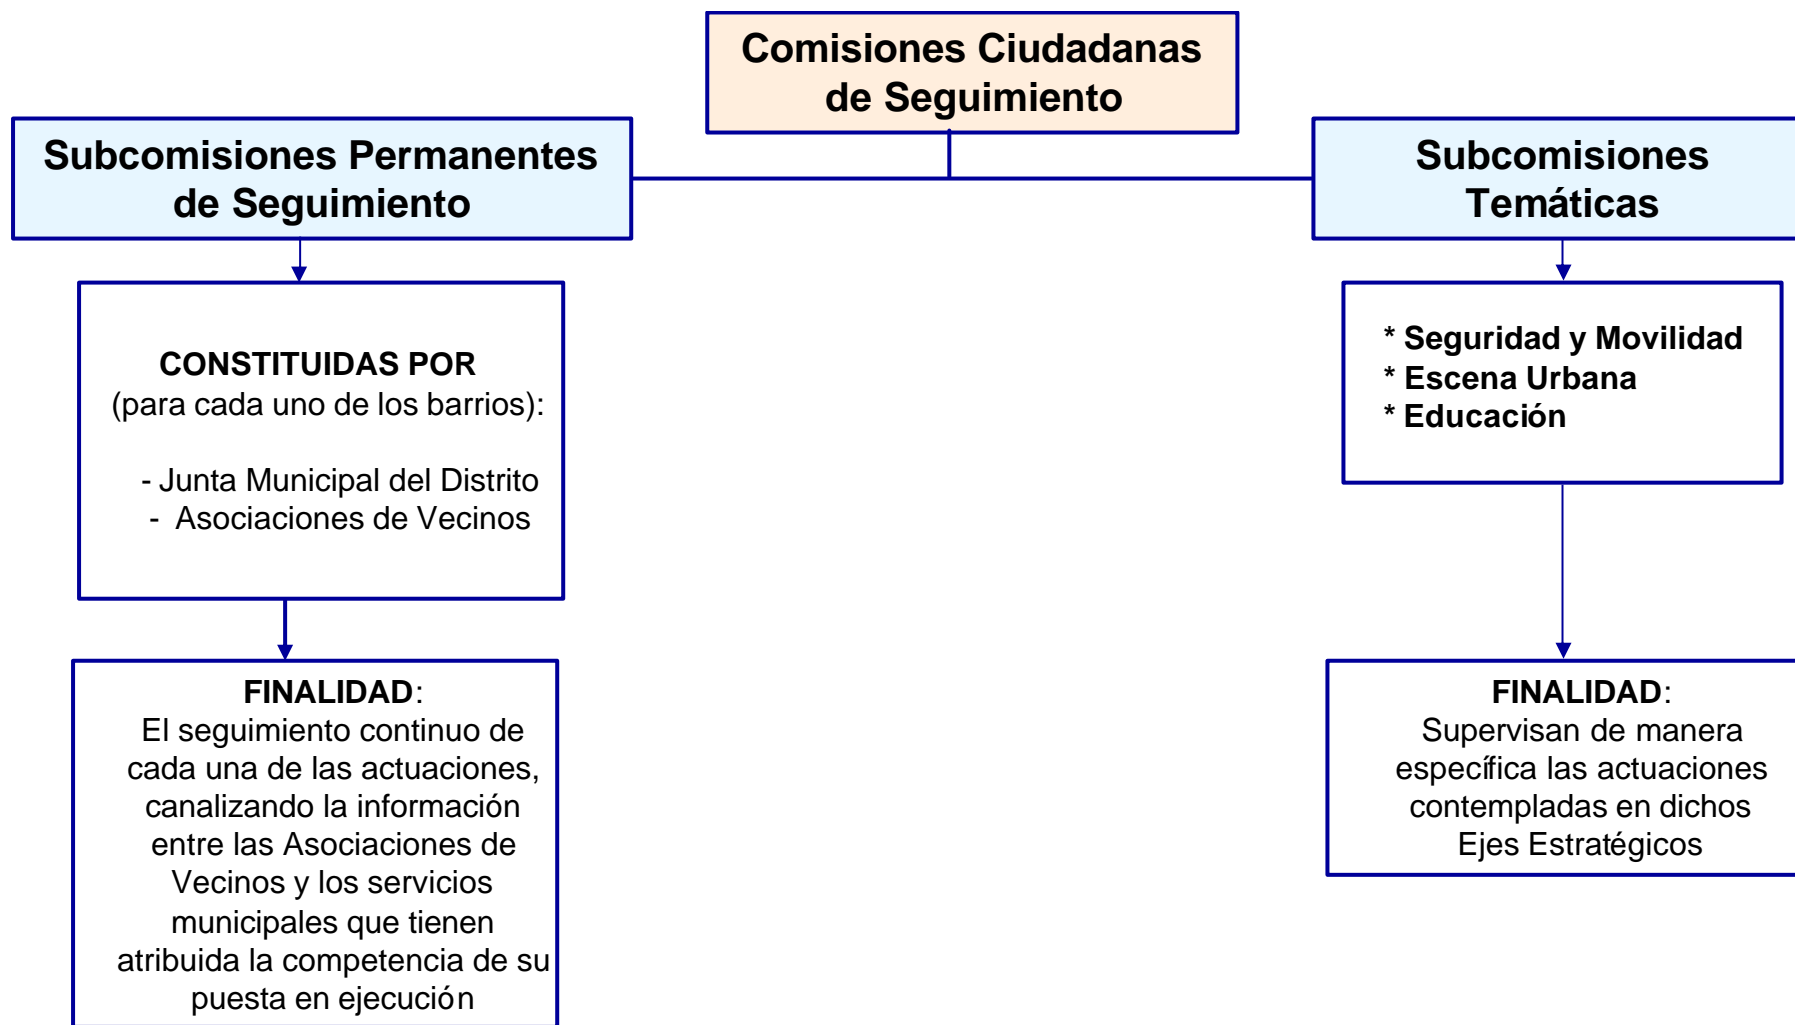 Comisiones Ciudadanas
de Seguimiento
Subcomisiones Permanentes
de Seguimiento
Subcomisiones
Temáticas
CONSTITUIDAS POR
(para cada uno de los barrios):
- Junta Municipal del Distrito
- Asociaciones de Vecinos
* Seguridad y Movilidad
* Escena Urbana
* Educación
FINALIDAD:
El seguimiento continuo de
cada una de las actuaciones,
canalizando la información
entre las Asociaciones de
Vecinos y los servicios
municipales que tienen
atribuida la competencia de su
puesta en ejecución
FINALIDAD:
Supervisan de manera
específica las actuaciones
contempladas en dichos
Ejes Estratégicos